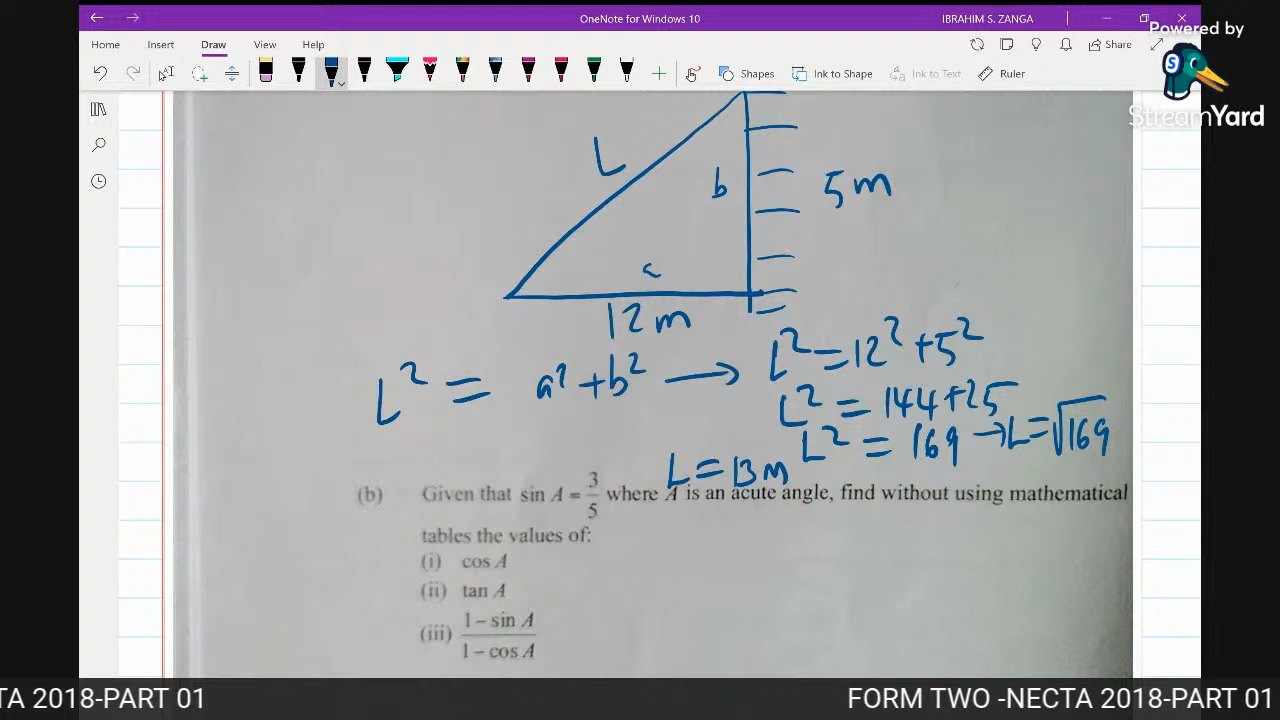 OneNote for Windows 10
IBRAHIM S. ZANGA
Powered by
StreamYard
Home Insert Draw View Help
Share
Shapes Ink to Shape Ink to Text Ruler
L
b
5m
a
12m
L² = a² + b² → L² = 12² + 5²
L² = 144 + 25
L² = 169 → L = √169
L = 13 m
(b) Given that sin A = 3/5 where A is an acute angle, find without using mathematical
tables the values of:
(i) cos A
(ii) tan A
(iii) 1 − sin A
1 − cos A
TA 2018-PART 01
FORM TWO -NECTA 2018-PART 01